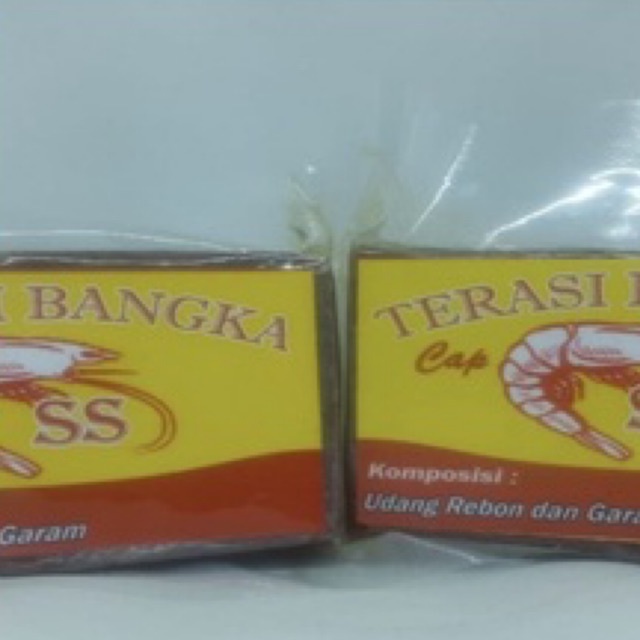 I BANGKA
SS
Garam
TERASI
Cap
Komposisi :
Udang Rebon dan Gara